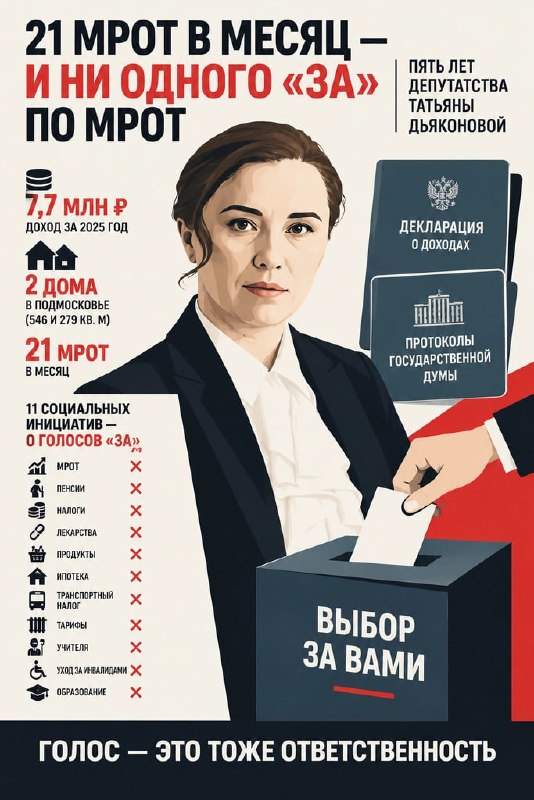 21 МРОТ В МЕСЯЦ –
И НИ ОДНОГО «ЗА»
ПО МРОТ
ПЯТЬ ЛЕТ
ДЕПУТАТСТВА
ТАТЬЯНЫ
ДЬЯКОНОВОЙ
7,7 МЛН ₽
ДОХОД ЗА 2025 ГОД
2 ДОМА
В ПОДМОСКОВЬЕ
(546 И 279 КВ. М)
21 МРОТ
В МЕСЯЦ
ДЕКЛАРАЦИЯ
О ДОХОДАХ
ПРОТОКОЛЫ
ГОСУДАРСТВЕННОЙ
ДУМЫ
11 СОЦИАЛЬНЫХ
ИНИЦИАТИВ —
0 ГОЛОСОВ «ЗА»
МРОТ
ПЕНСИИ
НАЛОГИ
ЛЕКАРСТВА
ПРОДУКТЫ
ИПОТЕКА
ТРАНСПОРТНЫЙ
НАЛОГ
ТАРИФЫ
УЧИТЕЛЯ
УХОД ЗА ИНВАЛИДАМИ
ОБРАЗОВАНИЕ
ВЫБОР
ЗА ВАМИ
ГОЛОС — ЭТО ТОЖЕ ОТВЕТСТВЕННОСТЬ